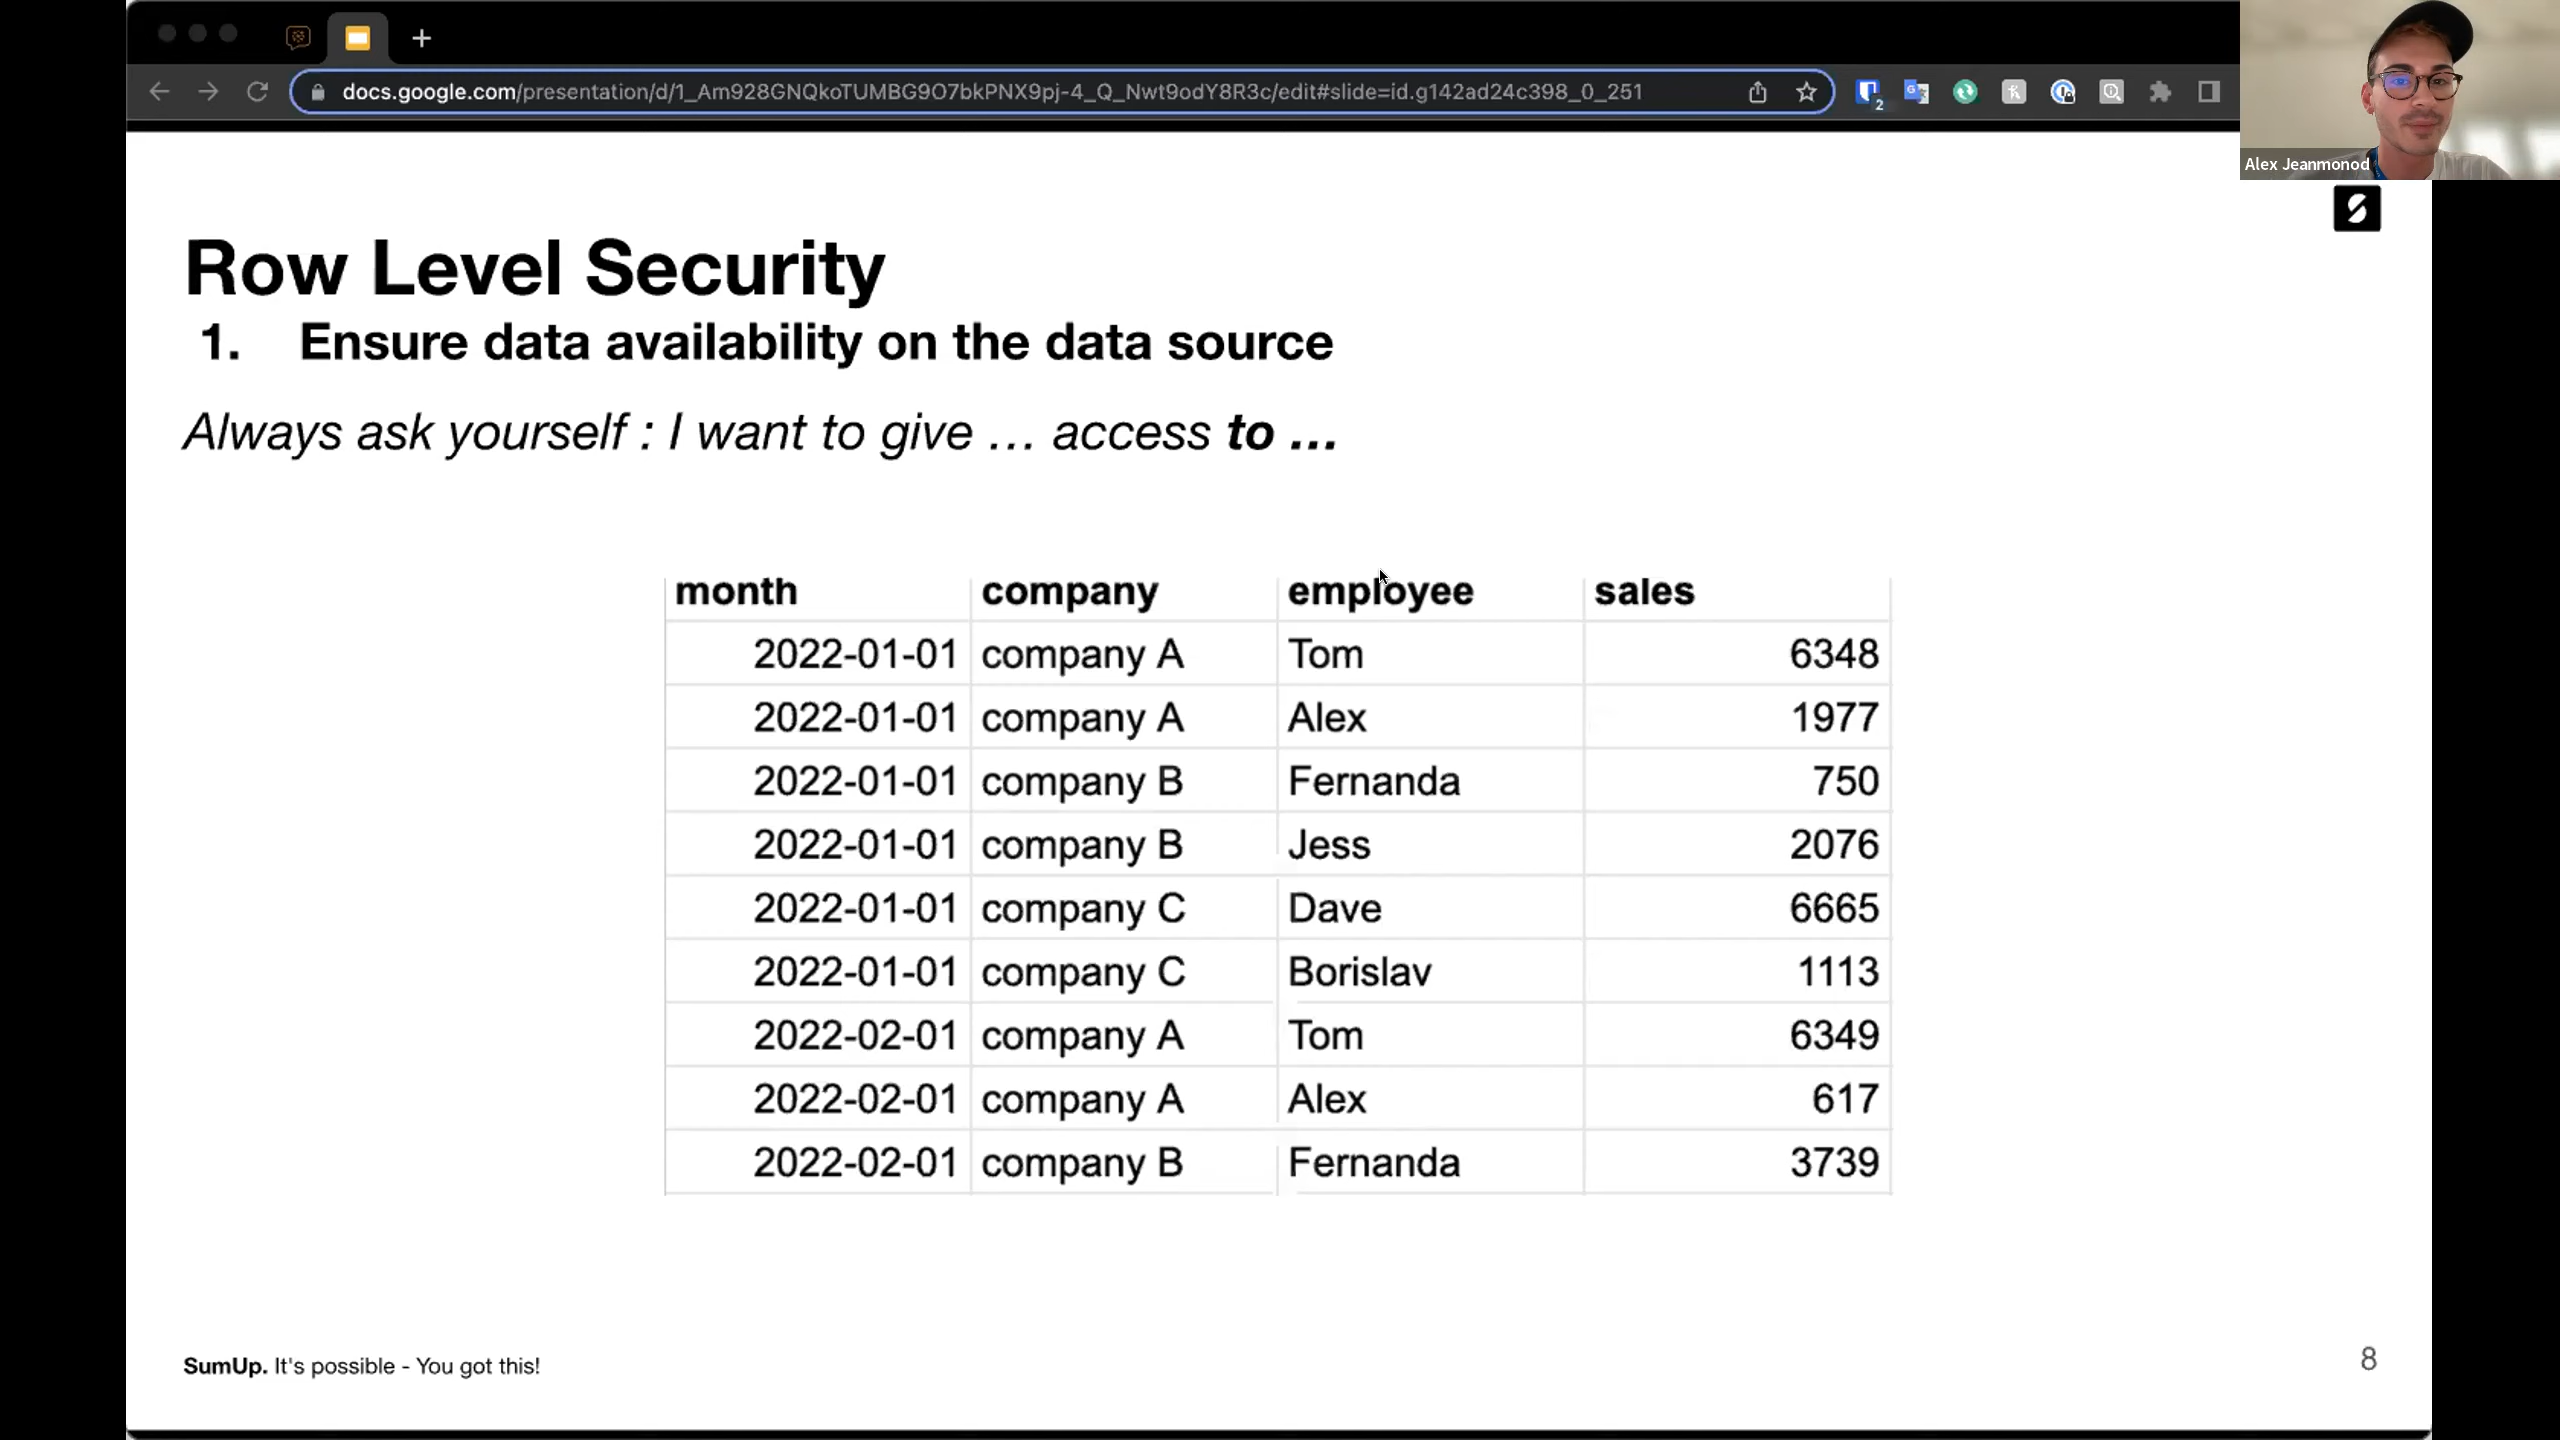 docs.google.com/presentation/d/1_Am928GNQkoTUMBG9O7bkPNX9pj-4_Q_Nwt9odY8R3c/edit#slide=id.g142ad24c398_0_251
2
Alex Jeanmonod
Row Level Security
1. Ensure data availability on the data source
Always ask yourself : I want to give … access to …
month company employee sales
2022-01-01 company A Tom 6348
2022-01-01 company A Alex 1977
2022-01-01 company B Fernanda 750
2022-01-01 company B Jess 2076
2022-01-01 company C Dave 6665
2022-01-01 company C Borislav 1113
2022-02-01 company A Tom 6349
2022-02-01 company A Alex 617
2022-02-01 company B Fernanda 3739
SumUp. It's possible - You got this!
8